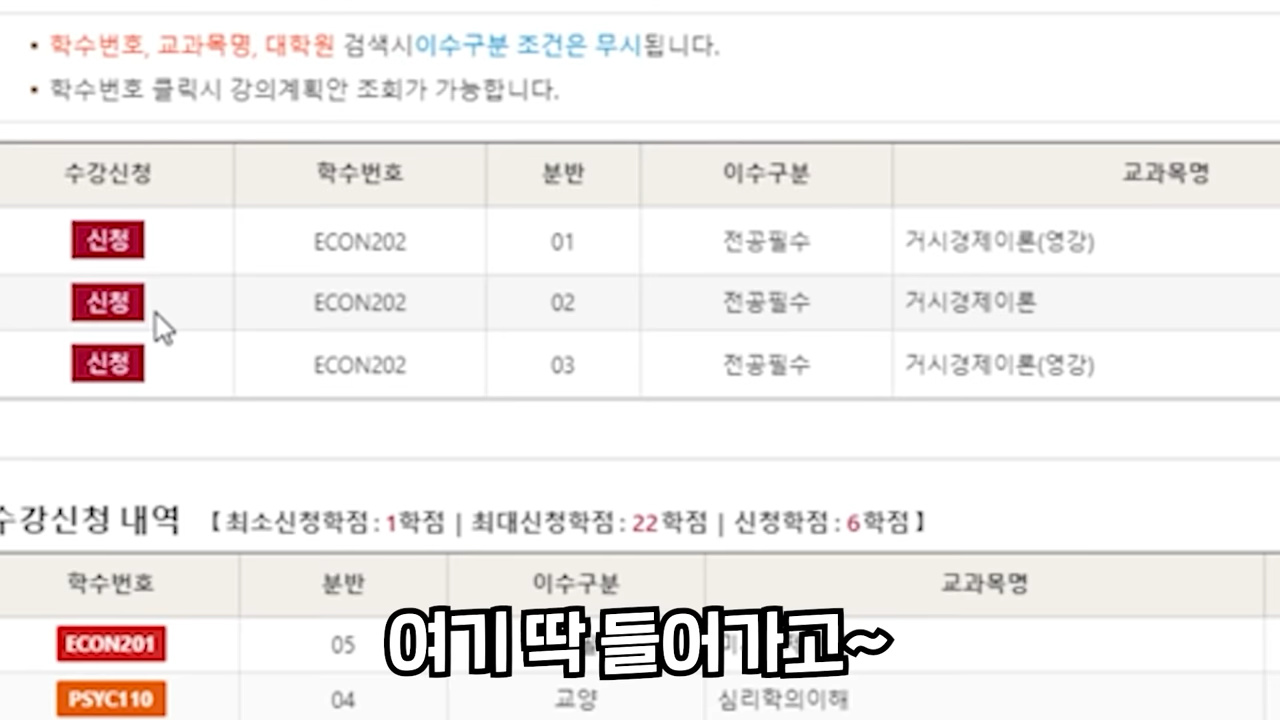 ▪ 학수번호, 교과목명, 대학원 검색시이수구분 조건은 무시됩니다.
▪ 학수번호 클릭시 강의계획안 조회가 가능합니다.
수강신청 학수번호 분반 이수구분 교과목명
신청 ECON202 01 전공필수 거시경제이론(영강)
신청 ECON202 02 전공필수 거시경제이론
신청 ECON202 03 전공필수 거시경제이론(영강)
수강신청 내역 【최소신청학점: 1학점 | 최대신청학점: 22학점 | 신청학점: 6학점】
학수번호 분반 이수구분 교과목명
ECON201 05
여기 딱 들어가고~
PSYC110 04 교양 심리학의이해